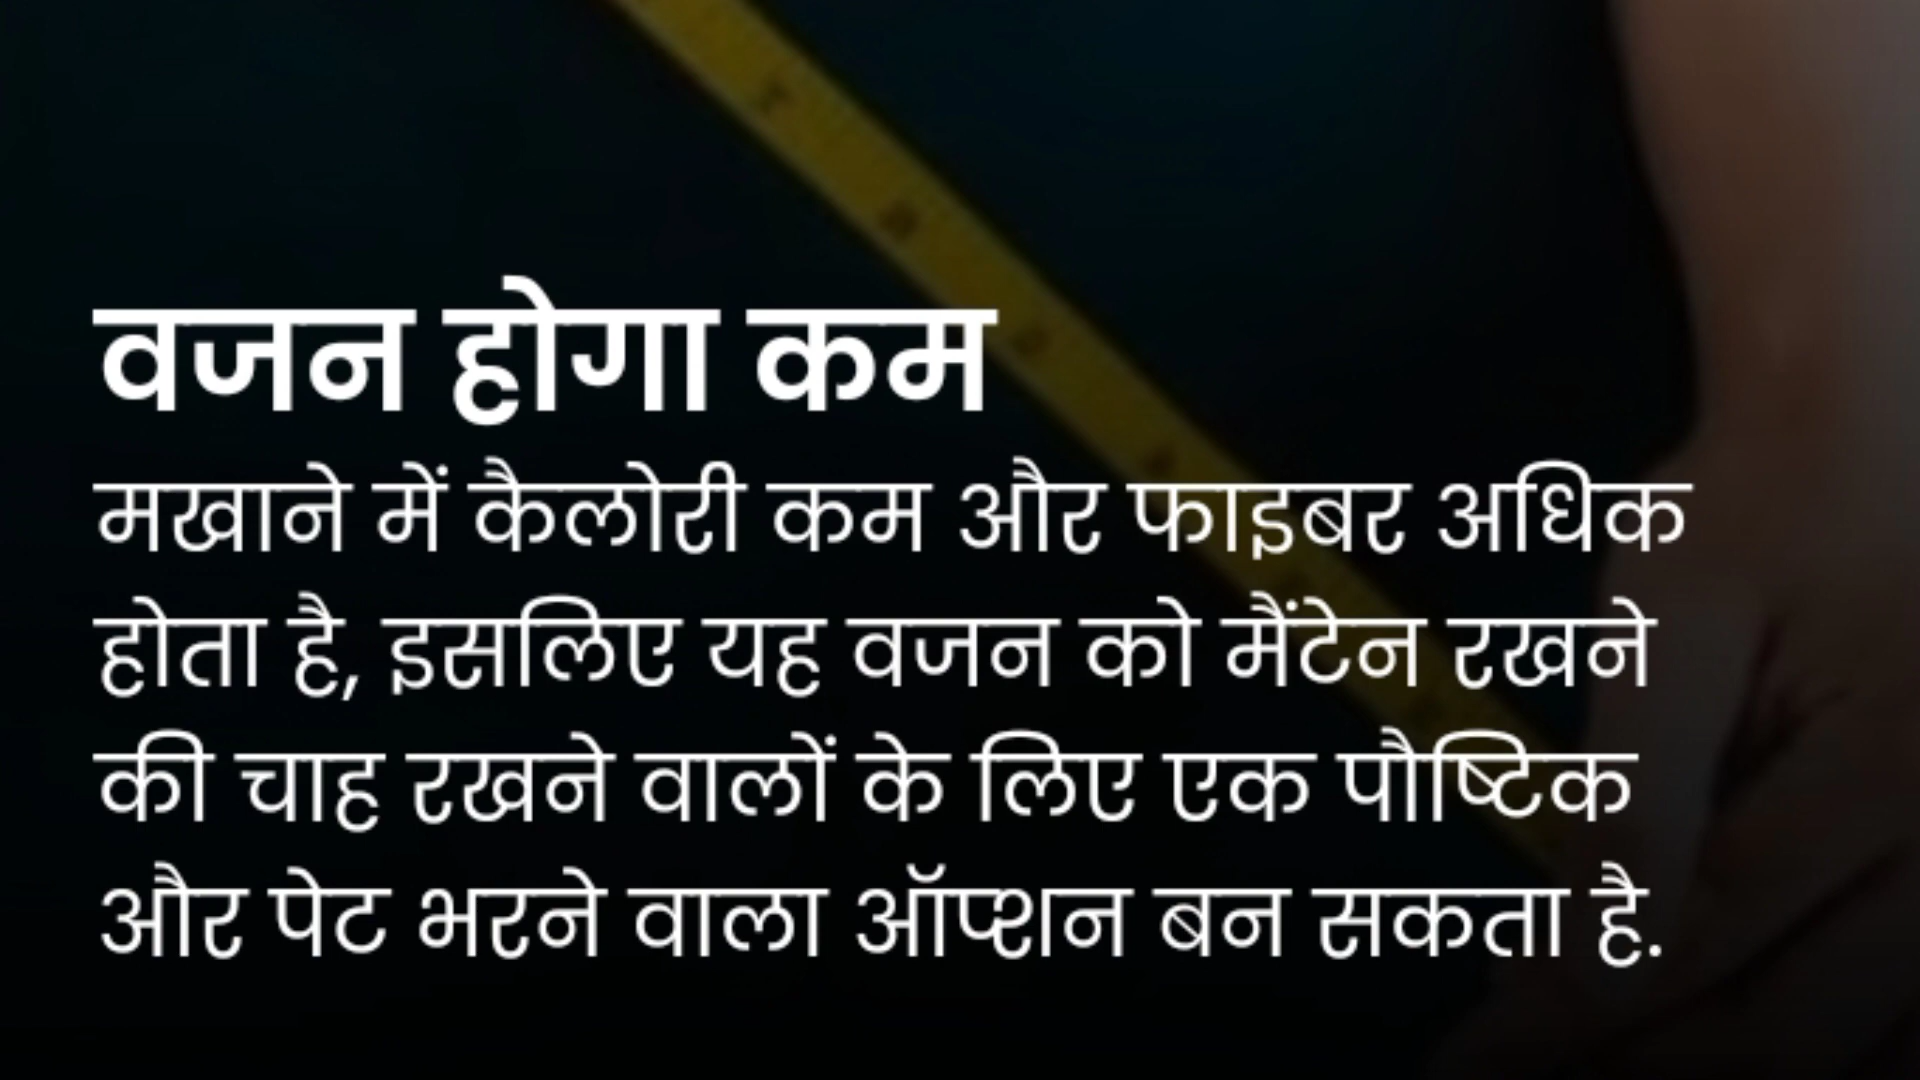 वजन होगा कम
मखाने में कैलोरी कम और फाइबर अधिक
होता है, इसलिए यह वजन को मैंटेन रखने
की चाह रखने वालों के लिए एक पौष्टिक
और पेट भरने वाला ऑप्शन बन सकता है.